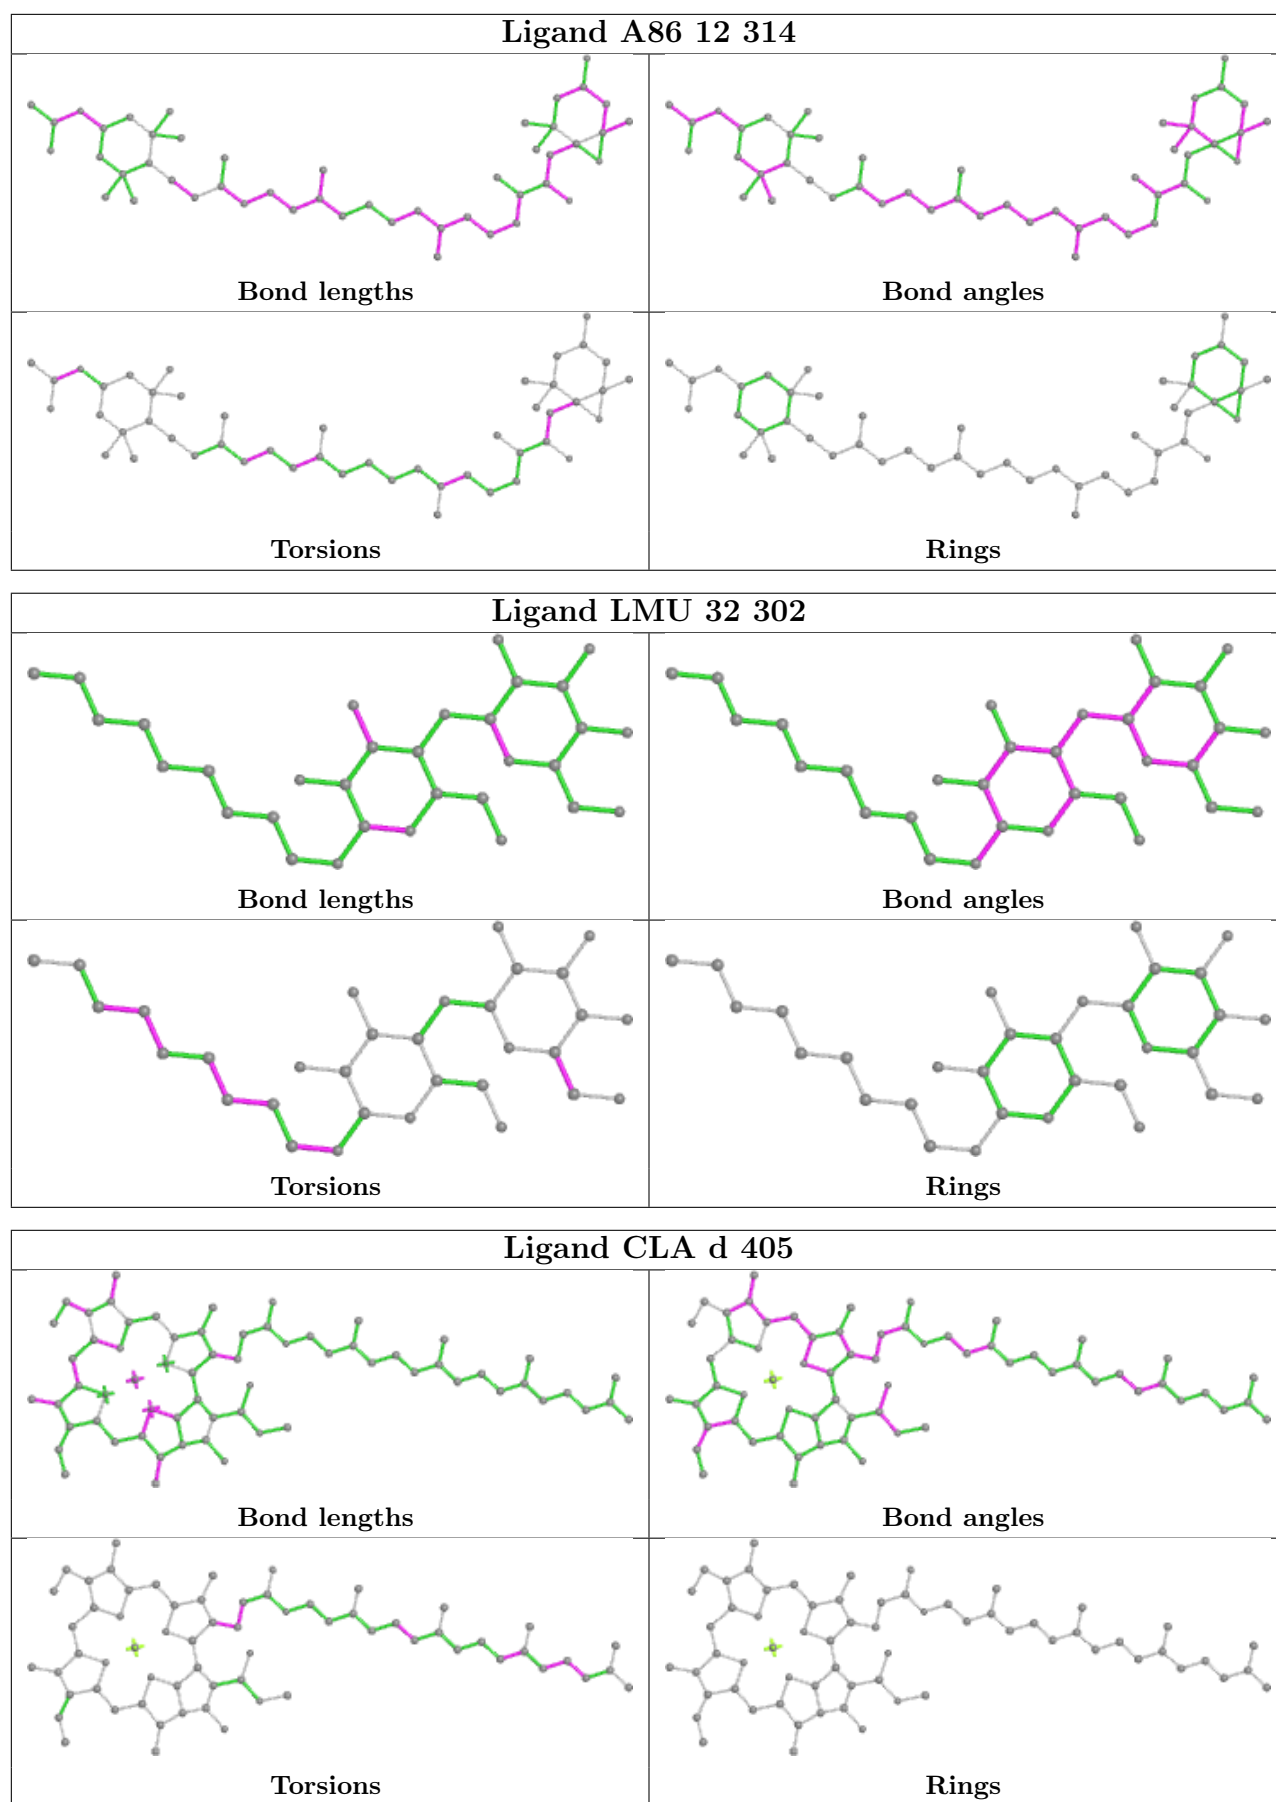 Ligand A86 12 314
Bond lengths
Bond angles
Torsions
Rings
Ligand LMU 32 302
Bond lengths
Bond angles
Torsions
Rings
Ligand CLA d 405
Bond lengths
Bond angles
Torsions
Rings